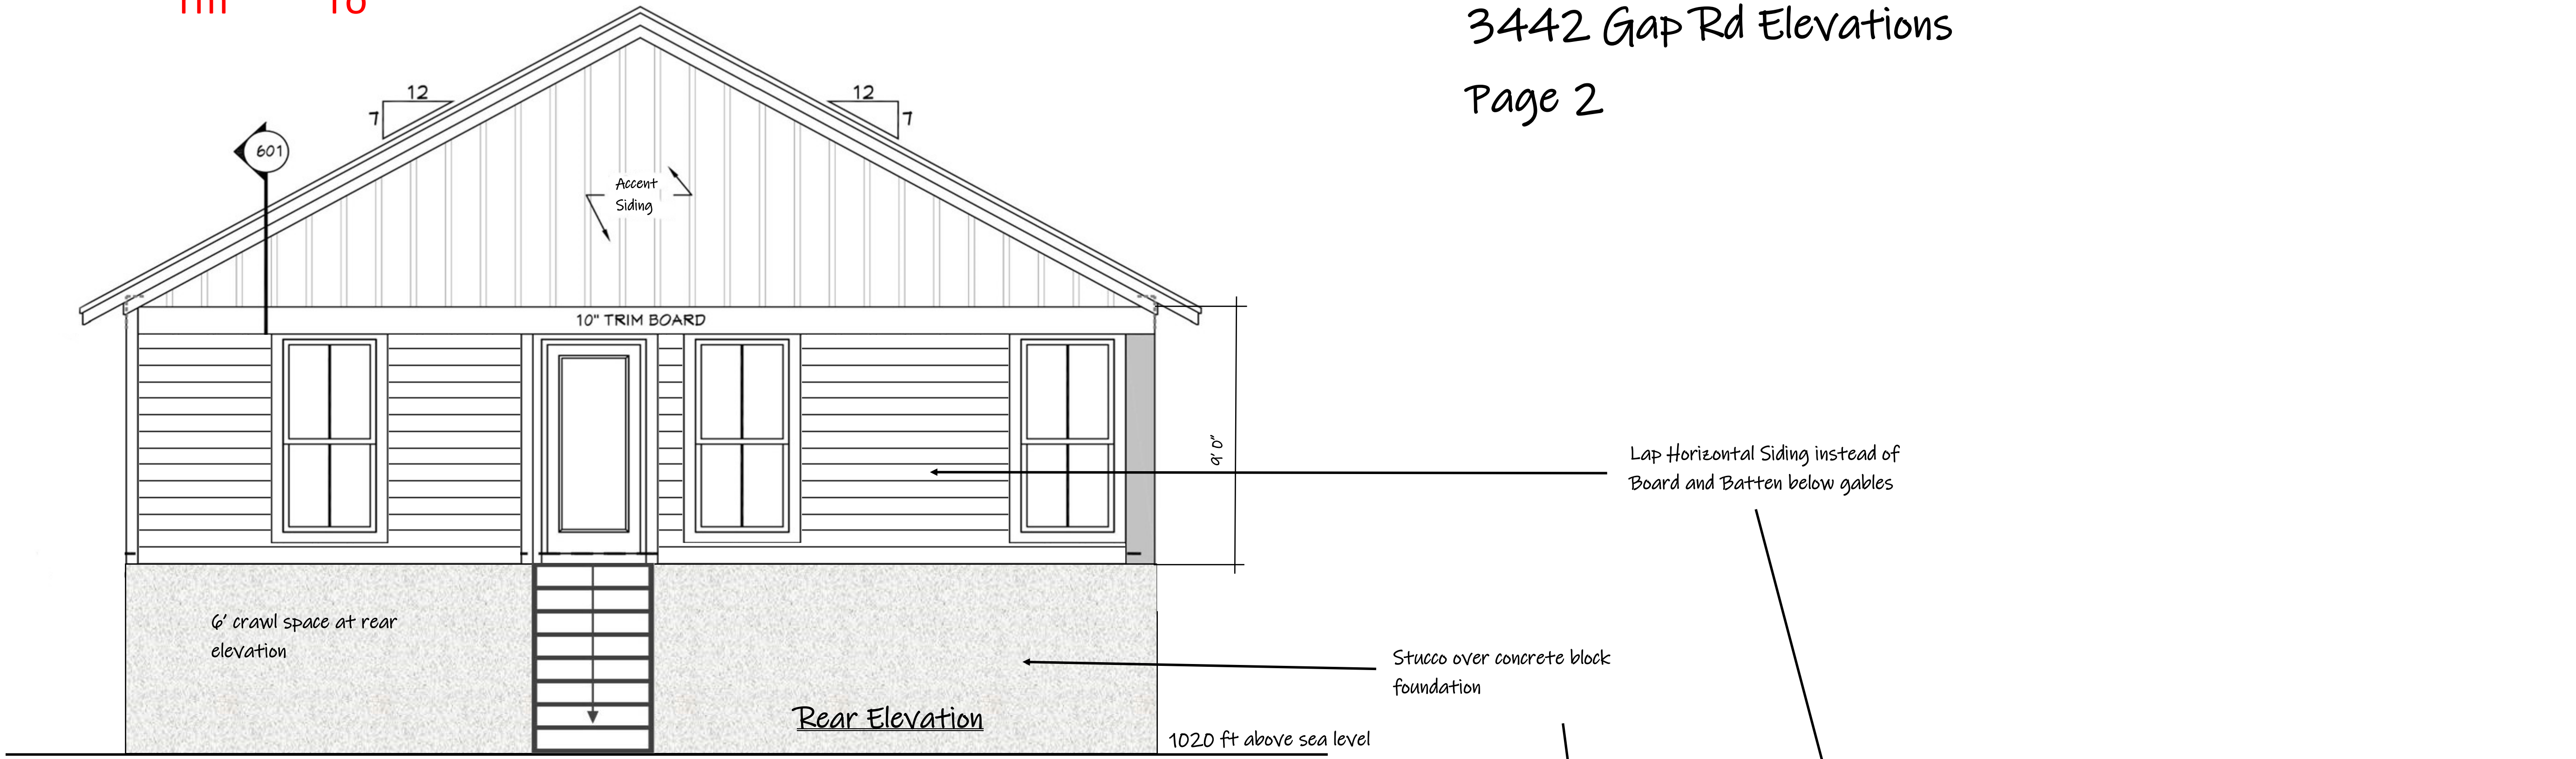 3442 Gap Rd Elevations
Page 2
12
7
12
7
601
Accent
Siding
10" TRIM BOARD
9' 0"
Lap Horizontal Siding instead of
Board and Batten below gables
6' crawl space at rear
elevation
Stucco over concrete block
foundation
Rear Elevation
1020 ft above sea level